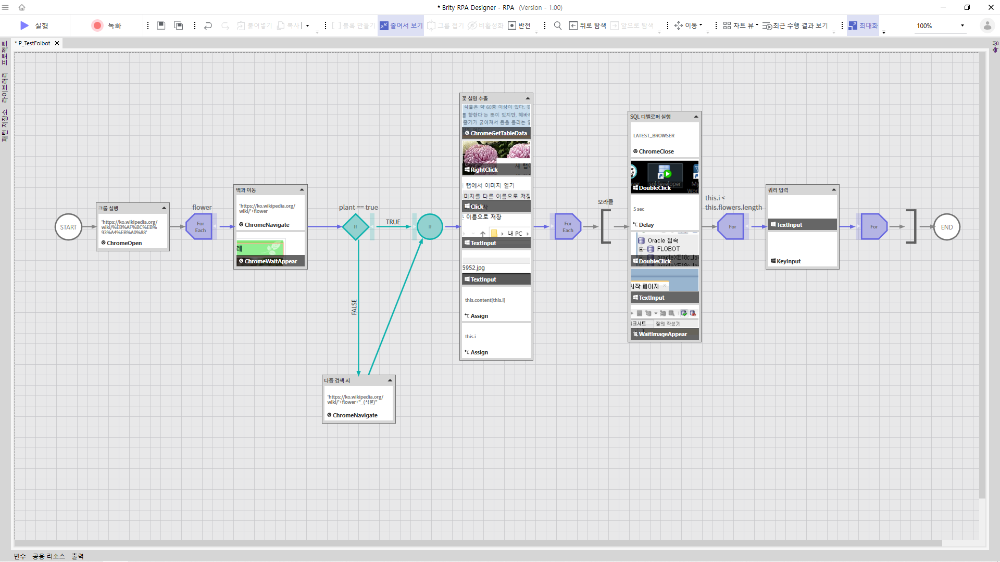 * Brity RPA Designer - RPA (Version - 1.00)
실행
녹화
붙여넣기
복사
블록 만들기
줄여서 보기
그룹 접기
비활성화
반전
뒤로 탐색
앞으로 탐색
이동
차트 뷰
최근 수행 결과 보기
최대화
100%
* P_TestFolbot
프로젝트
라이브러리
패턴 저장소
속성
START
크롬 실행
'https://ko.wikipedia.org/
wiki/%EB%AF%BC%EB%
93%A4%EB%A0%88'
ChromeOpen
flower
For
Each
백과 이동
'https://ko.wikipedia.org/
wiki/'+flower
ChromeNavigate
레
ChromeWaitAppear
plant == true
If
TRUE
If
FALSE
다중 검색 시
'https://ko.wikipedia.org/
wiki/'+flower+"_(식물)"
ChromeNavigate
꽃 설명 추출
식물은 약 60종 이상이 있다. 꽃
를 향한다'는 뜻이 있지만, 해바라
줄기가 굵어져서 몸을 돌리는 일
ChromeGetTableData
새 탭
RightClick
탭에서 이미지 열기
미지를 다른 이름으로 저장
Click
이름으로 저장
내 PC
TextInput
5952.jpg
TextInput
this.content[this.i]
Assign
this.i
Assign
For
Each
오라클
SQL 디벨로퍼 실행
LATEST_BROWSER
ChromeClose
sqldeveloper
My
DoubleClick
5 sec
Delay
Oracle 접속
FLOBOT
DoubleClick
시작 페이지
TextInput
크시트
질의 작성기
WaitImageAppear
this.i <
this.flowers.length
For
쿼리 입력
TextInput
KeyInput
For
END
변수
공용 리소스
출력